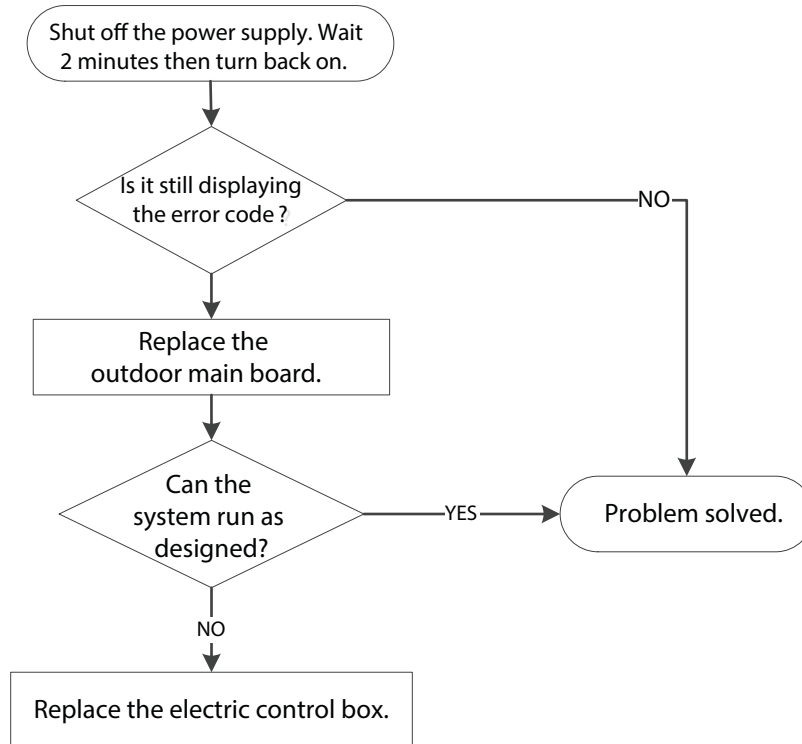 Shut off the power supply. Wait
2 minutes then turn back on.
Is it still displaying
the error code ?
NO
Replace the
outdoor main board.
Can the
system run as
designed?
YES
Problem solved.
NO
Replace the electric control box.